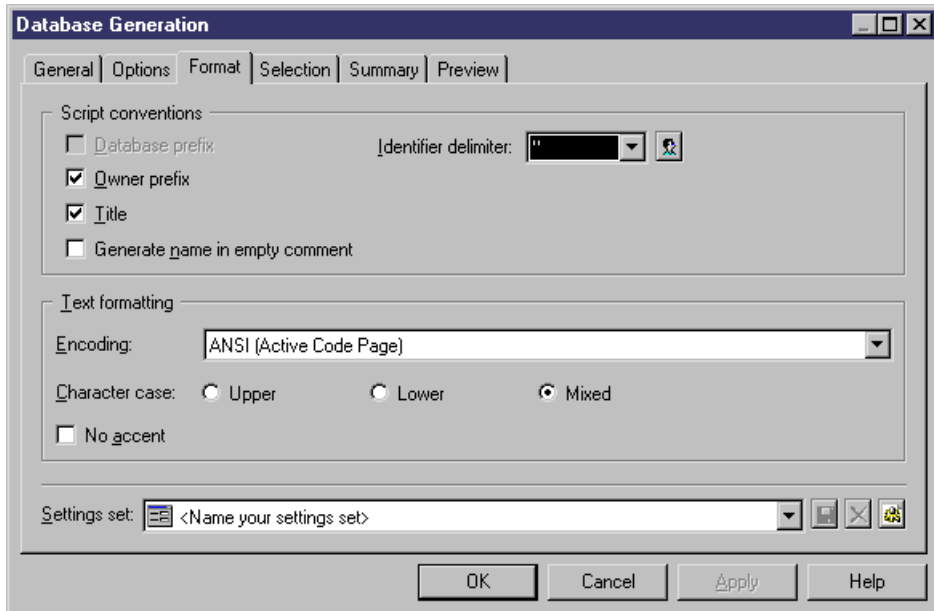 Database Generation
General Options Format Selection Summary Preview
Script conventions
Database prefix
Identifier delimiter: "
Owner prefix
Title
Generate name in empty comment
Text formatting
Encoding: ANSI (Active Code Page)
Character case: Upper Lower Mixed
No accent
Settings set: <Name your settings set>
OK Cancel Apply Help